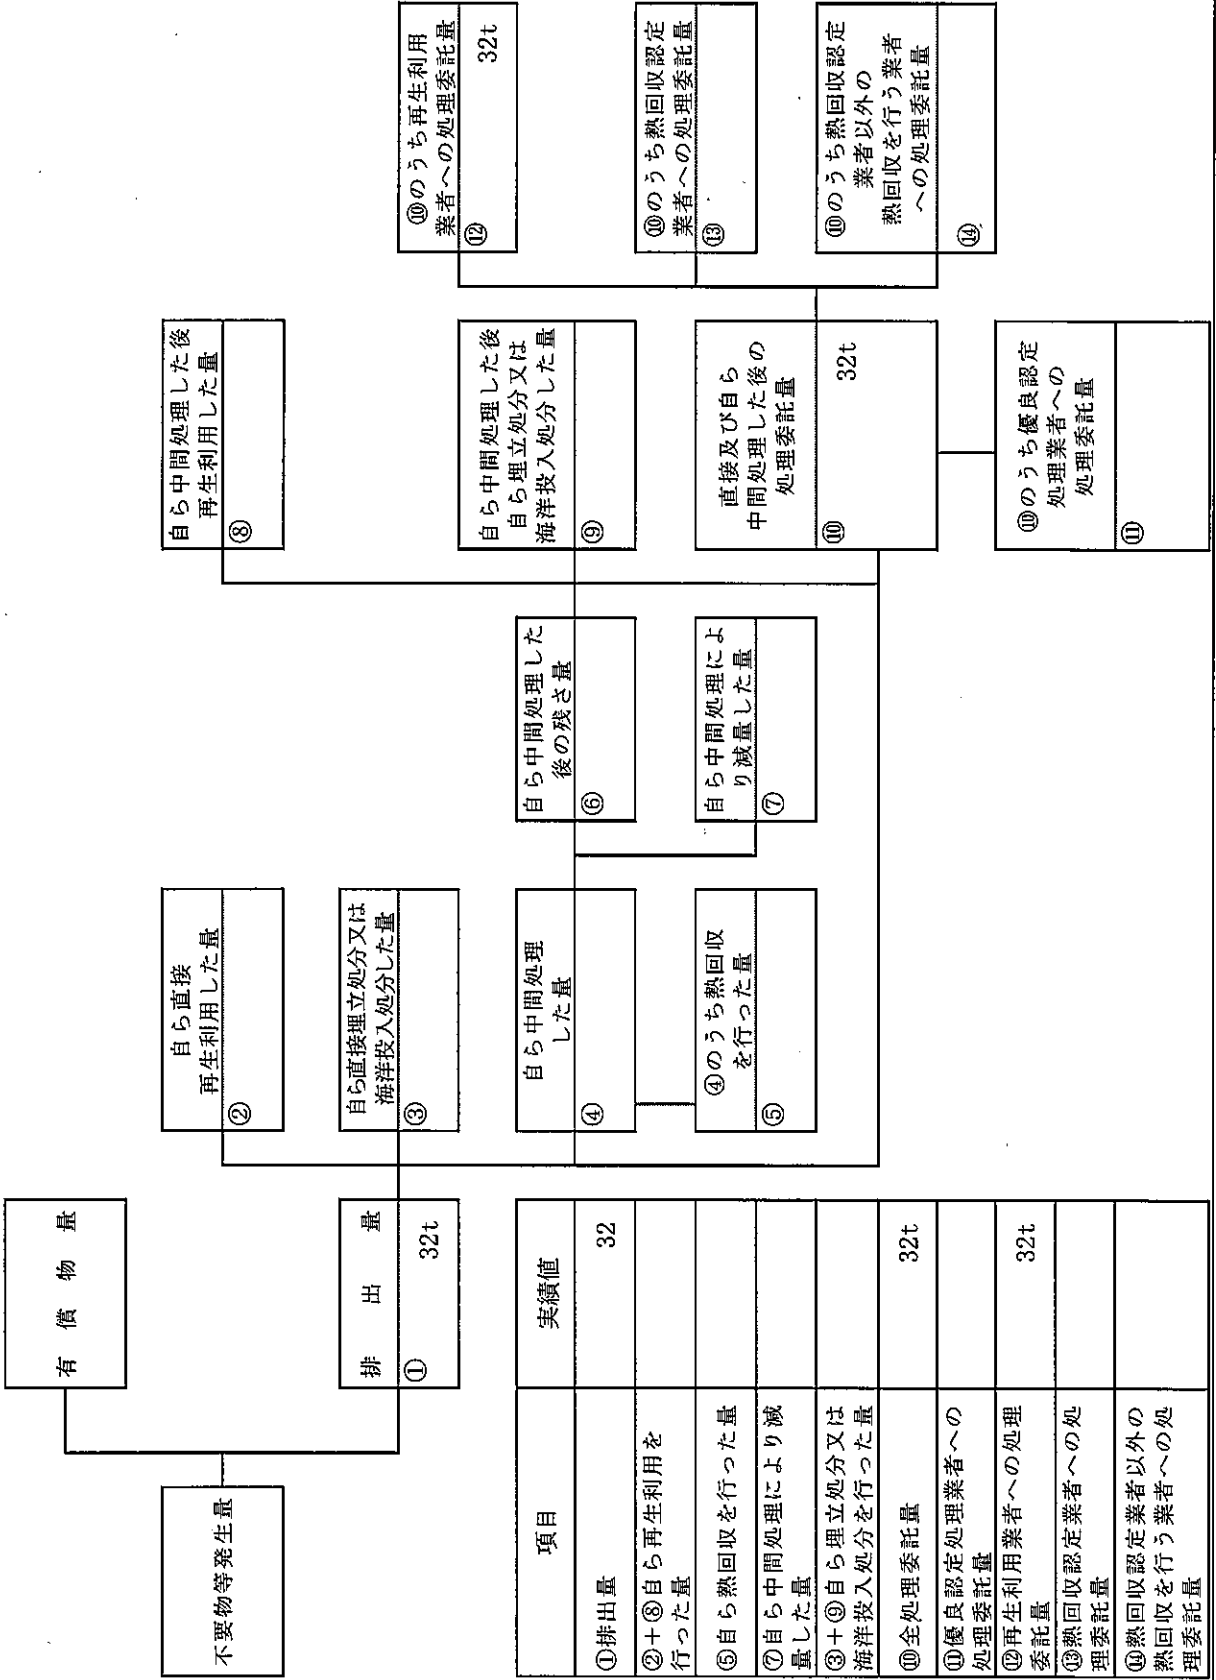 不要物等発生量
有償物量
排出量
①
32t
自ら直接
再生利用した量
②
自ら直接埋立処分又は
海洋投入処分した量
③
自ら中間処理
した量
④
④のうち熱回収
を行った量
⑤
自ら中間処理した
後の残さ量
⑥
自ら中間処理によ
り減量した量
⑦
自ら中間処理した後
再生利用した量
⑧
自ら中間処理した後
自ら埋立処分又は
海洋投入処分した量
⑨
直接及び自ら
中間処理した後の
処理委託量
⑩
32t
⑩のうち優良認定
処理業者への
処理委託量
⑪
⑩のうち再生利用
業者への処理委託量
⑫
32t
⑩のうち熱回収認定
業者への処理委託量
⑬
⑩のうち熱回収認定
業者以外の
熱回収を行う業者
への処理委託量
⑭
項目
実績値
①排出量
32
②+⑧自ら再生利用を
行った量
⑤自ら熱回収を行った量
⑦自ら中間処理により減
量した量
③+⑨自ら埋立処分又は
海洋投入処分を行った量
⑩全処理委託量
32t
⑪優良認定処理業者への
処理委託量
⑫再生利用業者への処理
委託量
32t
⑬熱回収認定業者への処
理委託量
⑭熱回収認定業者以外の
熱回収を行う業者への処
理委託量